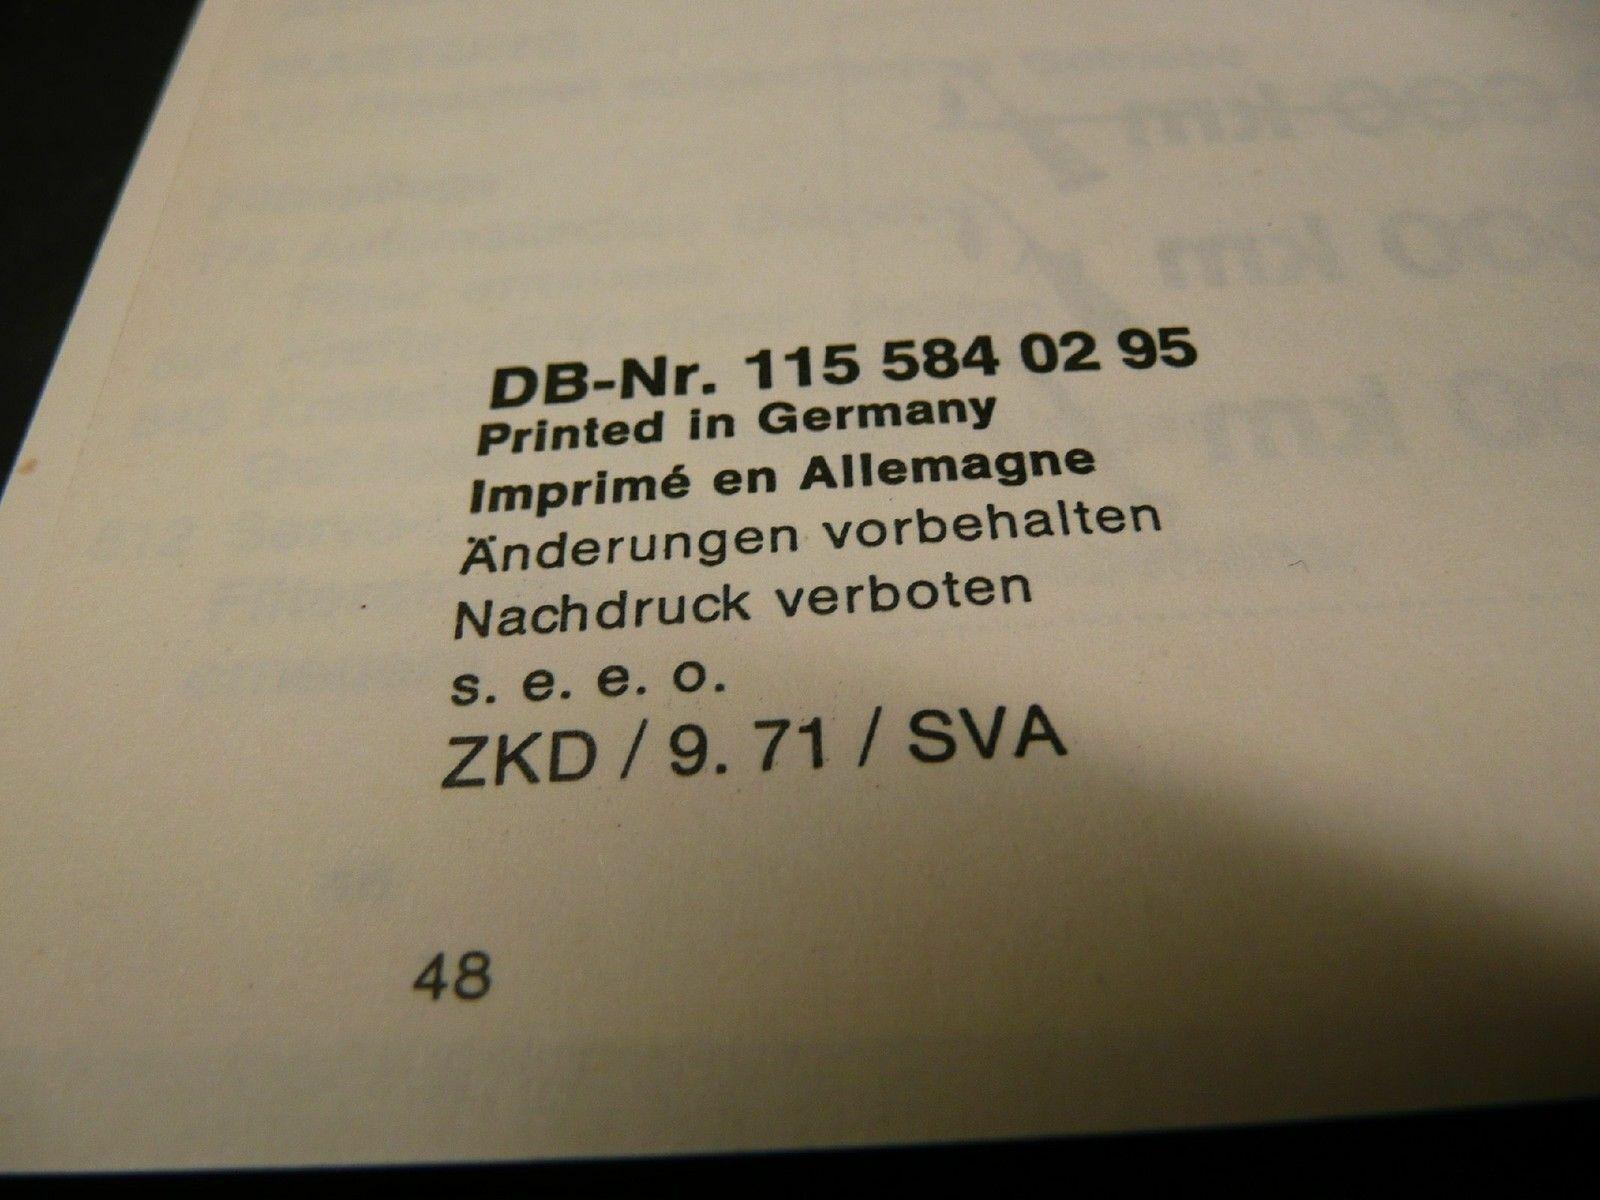 DB-Nr. 115 584 02 95
Printed in Germany
Imprimé en Allemagne
Änderungen vorbehalten
Nachdruck verboten
s. e. e. o.
ZKD / 9. 71 / SVA
48